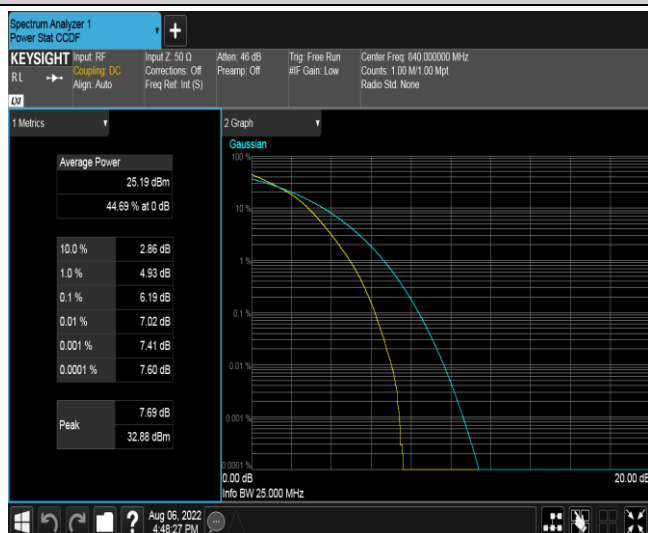 Spectrum Analyzer 1
Power Stat CCDF
KEYSIGHT
RL
LXI
Input: RF
Coupling: DC
Align: Auto
Input Z: 50 Ω
Corrections: Off
Freq Ref: Int (S)
Atten: 46 dB
Preamp: Off
Trig: Free Run
#IF Gain: Low
Center Freq: 840.000000 MHz
Counts: 1.00 M/1.00 Mpt
Radio Std: None
1 Metrics
Average Power
25.19 dBm
44.69 % at 0 dB
10.0 % 2.86 dB
1.0 % 4.93 dB
0.1 % 6.19 dB
0.01 % 7.02 dB
0.001 % 7.41 dB
0.0001 % 7.60 dB
Peak
7.69 dB
32.88 dBm
2 Graph
Gaussian
100 %
10 %
1 %
0.1 %
0.01 %
0.001 %
0.0001 %
0.00 dB
20.00 dB
Info BW 25.000 MHz
?
Aug 06, 2022
4:48:27 PM